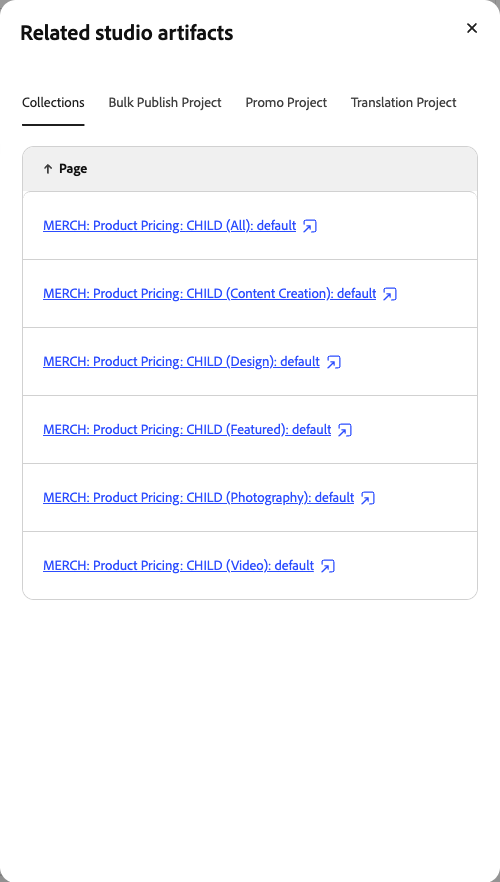 Related studio artifacts
Collections Bulk Publish Project Promo Project Translation Project
Page
MERCH: Product Pricing: CHILD (All): default
MERCH: Product Pricing: CHILD (Content Creation): default
MERCH: Product Pricing: CHILD (Design): default
MERCH: Product Pricing: CHILD (Featured): default
MERCH: Product Pricing: CHILD (Photography): default
MERCH: Product Pricing: CHILD (Video): default